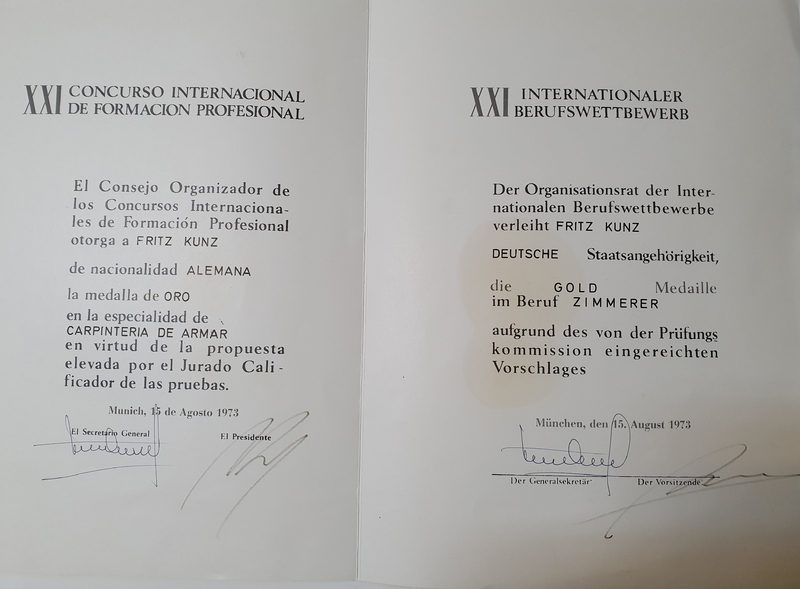 XXI CONCURSO INTERNACIONAL
DE FORMACION PROFESIONAL
El Consejo Organizador de
los Concursos Internaciona-
les de Formación Profesional
otorga a FRITZ KUNZ
de nacionalidad ALEMANA
la medalla de ORO
en la especialidad de
CARPINTERIA DE ARMAR
en virtud de la propuesta
elevada por el Jurado Cali-
ficador de las pruebas.
Munich, 15 de Agosto 1973
El Secretario General
El Presidente
XXI INTERNATIONALER
BERUFSWETTBEWERB
Der Organisationsrat der Inter-
nationalen Berufswettbewerbe
verleiht FRITZ KUNZ
DEUTSCHE Staatsangehörigkeit,
die GOLD Medaille
im Beruf ZIMMERER
aufgrund des von der Prüfungs
kommission eingereichten
Vorschlages
München, den 15. August 1973
Der Generalsekretär
Der Vorsitzende